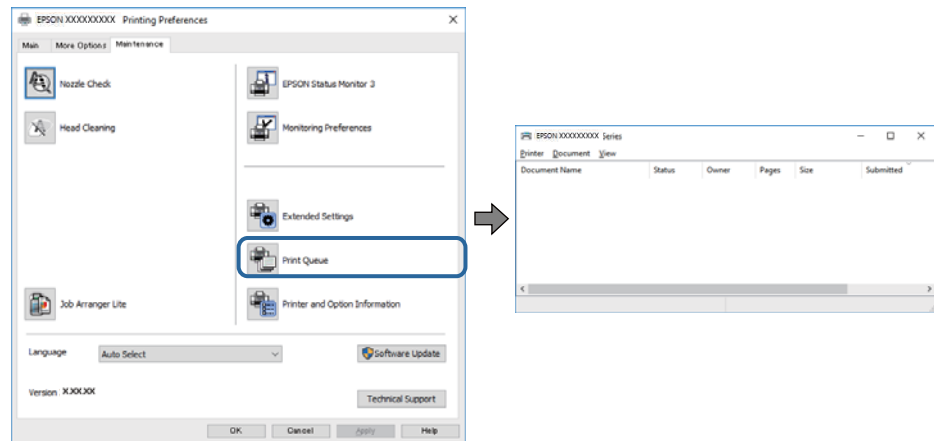 EPSON XXXXXXXXX Printing Preferences
Main More Options Maintenance
Nozzle Check
Head Cleaning
Job Arranger Lite
EPSON Status Monitor 3
Monitoring Preferences
Extended Settings
Print Queue
Printer and Option Information
Language Auto Select Software Update
Version X.XX.XX Technical Support
OK Cancel Apply Help
EPSON XXXXXXXXX Series
Printer Document View
Document Name Status Owner Pages Size Submitted